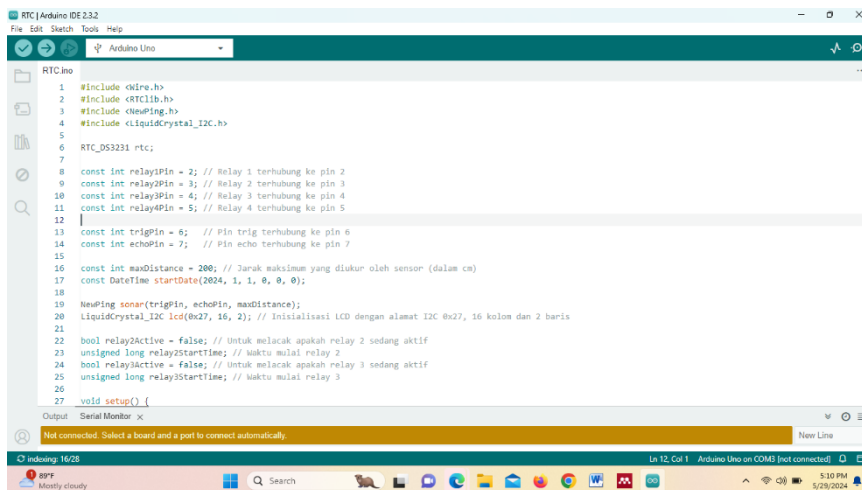 RTC | Arduino IDE 2.3.2
File Edit Sketch Tools Help
Arduino Uno
RTC.ino
1 #include <Wire.h>
2 #include <RTClib.h>
3 #include <NewPing.h>
4 #include <LiquidCrystal_I2C.h>
5
6 RTC_DS3231 rtc;
7
8 const int relay1Pin = 2; // Relay 1 terhubung ke pin 2
9 const int relay2Pin = 3; // Relay 2 terhubung ke pin 3
10 const int relay3Pin = 4; // Relay 3 terhubung ke pin 4
11 const int relay4Pin = 5; // Relay 4 terhubung ke pin 5
12
13 const int trigPin = 6; // Pin trig terhubung ke pin 6
14 const int echoPin = 7; // Pin echo terhubung ke pin 7
15
16 const int maxDistance = 200; // Jarak maksimum yang diukur oleh sensor (dalam cm)
17 const DateTime startDate(2024, 1, 1, 0, 0, 0);
18
19 NewPing sonar(trigPin, echoPin, maxDistance);
20 LiquidCrystal_I2C lcd(0x27, 16, 2); // Inisialisasi LCD dengan alamat I2C 0x27, 16 kolom dan 2 baris
21
22 bool relay2Active = false; // Untuk melacak apakah relay 2 sedang aktif
23 unsigned long relay2StartTime; // Waktu mulai relay 2
24 bool relay3Active = false; // Untuk melacak apakah relay 3 sedang aktif
25 unsigned long relay3StartTime; // Waktu mulai relay 3
26
27 void setup() {
Output Serial Monitor
Not connected. Select a board and a port to connect automatically.
New Line
indexing: 16/28
Ln 12, Col 1 Arduino Uno on COM3 [not connected]
1
89°F
Mostly cloudy
Search
5:10 PM
5/29/2024